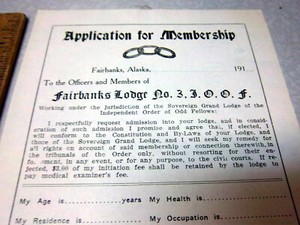 Application for Membership
Fairbanks, Alaska, 191
To the Officers and Members of
Fairbanks Lodge No. 3, I. O. O. F.
Working under the Jurisdiction of the Sovereign Grand Lodge of the
Independent Order of Odd Fellows:
I respectfully request admission into your lodge, and in consid-
eration of such admission I promise and agree that, if elected, I
will conform to the Constitution and By-Laws of your Lodge, and
those of the Sovereign Grand Lodge, and I will seek my remedy for
all rights on account of said membership or connection therewith, in
the tribunals of the Order only, without resorting for their en-
ment, in any event, or for any purpose, to the civic courts. If re-
jected, $2.00 of my initiation fee shall be retained by the lodge to
pay medical examiner's fee.
My Age is years My Health is
My Residence is My Occupation is